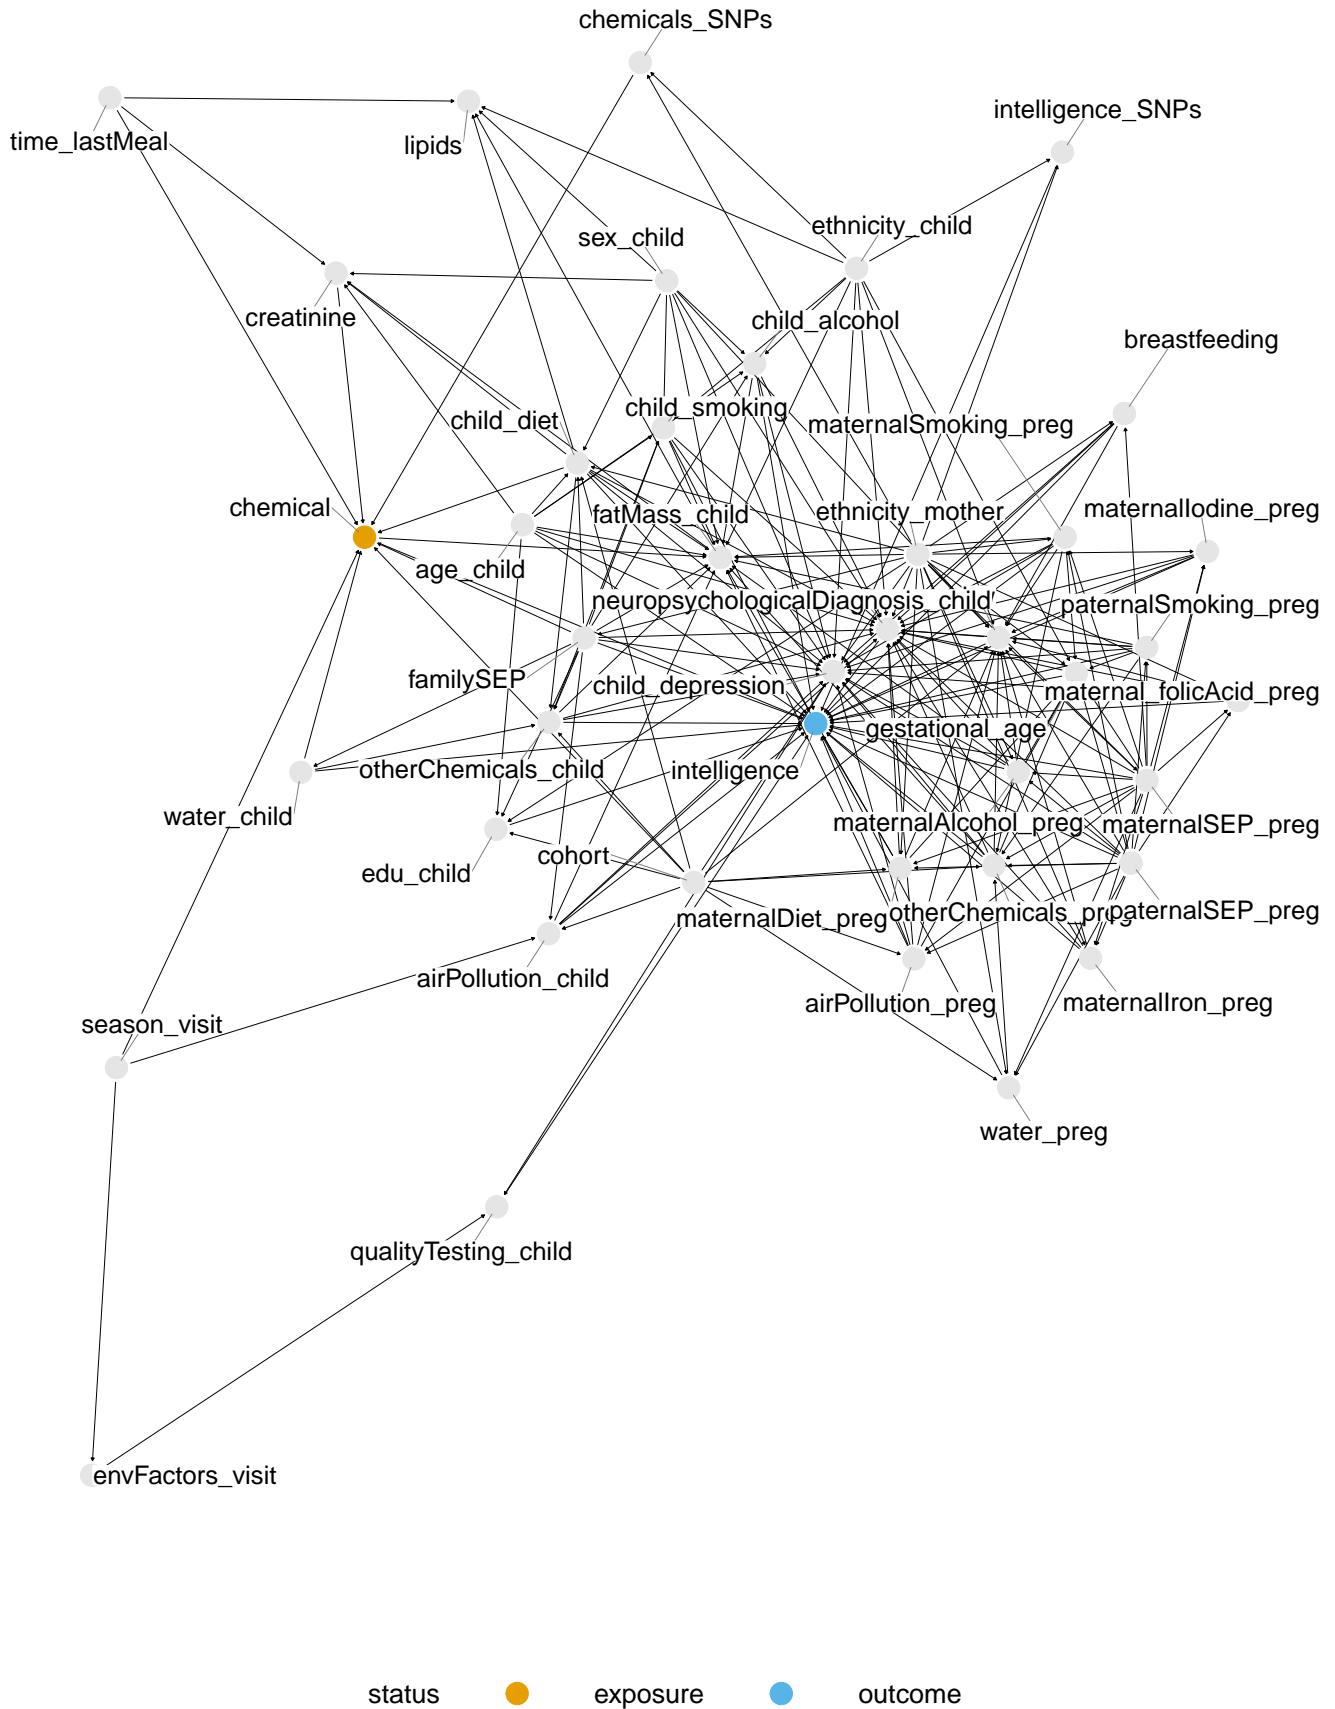 chemicals_SNPs
intelligence_SNPs
time_lastMeal
lipids
ethnicity_child
sex_child
creatinine
child_alcohol
breastfeeding
child_smoking
child_diet
maternalSmoking_preg
chemical
maternalIodine_preg
fatMass_child
ethnicity_mother
age_child
neuropsychologicalDiagnosis_child
paternalSmoking_preg
familySEP
child_depression
maternal_folicAcid_preg
gestational_age
otherChemicals_child
intelligence
water_child
maternalAlcohol_preg
maternalSEP_preg
cohort
edu_child
maternalDiet_preg
otherChemicals_preg
paternalSEP_preg
airPollution_child
airPollution_preg
maternalIron_preg
season_visit
water_preg
qualityTesting_child
envFactors_visit
status exposure outcome